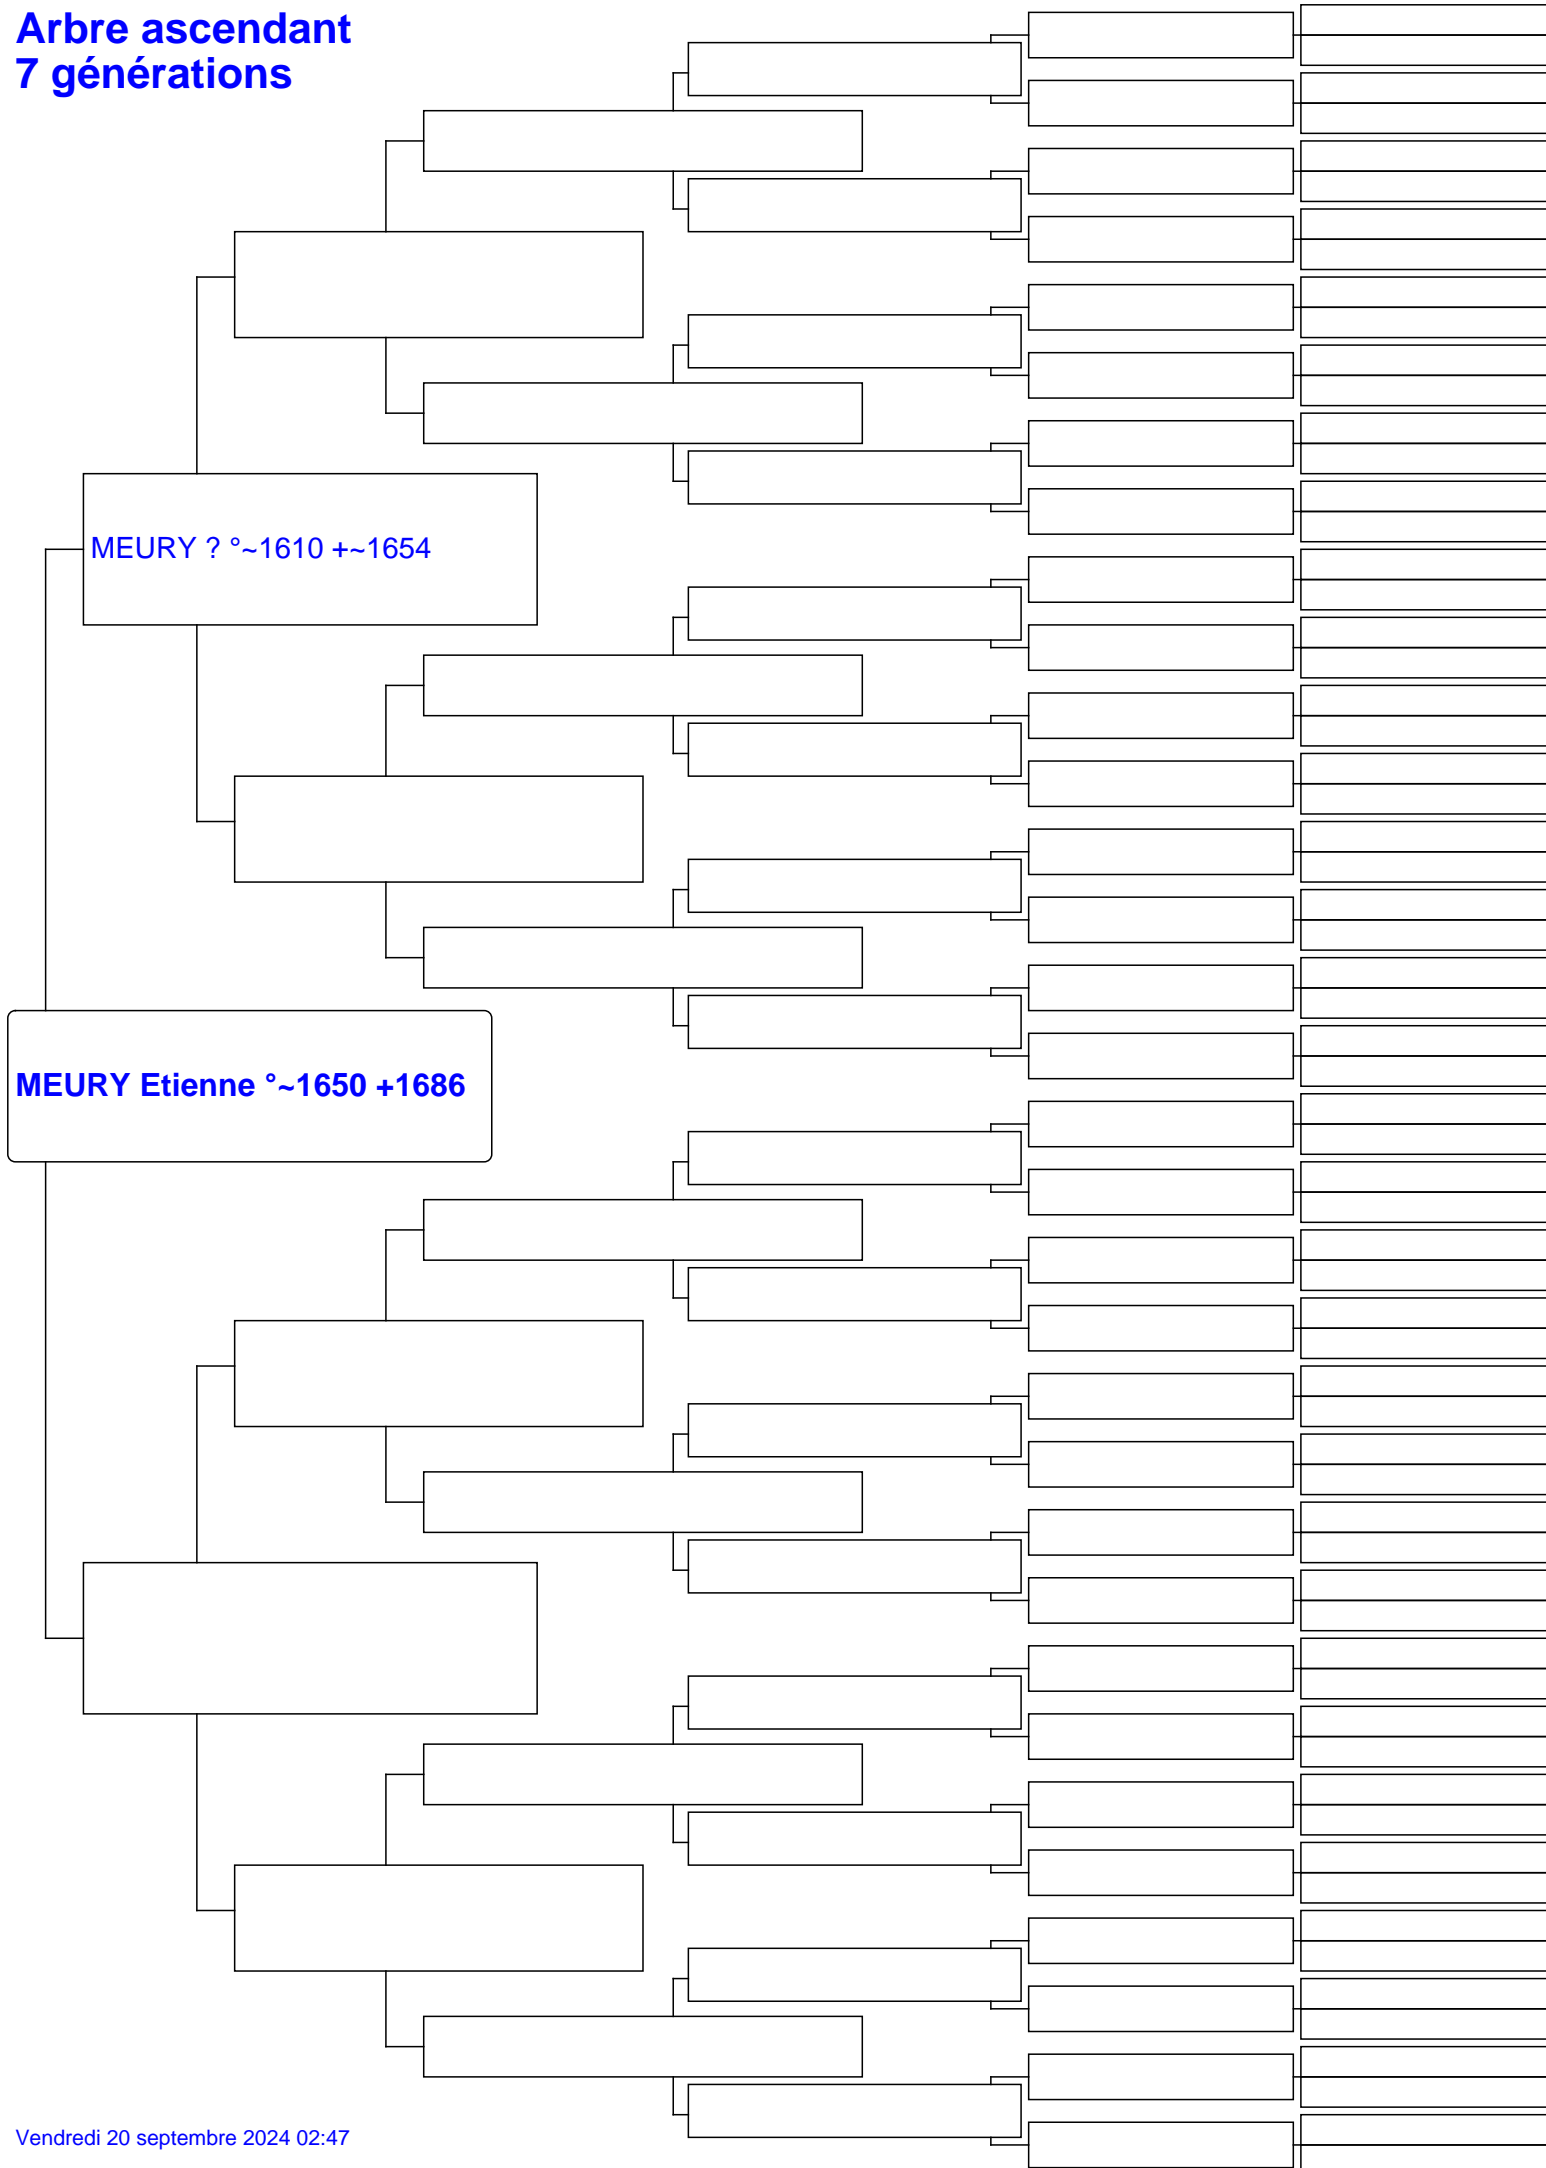 Arbre ascendant
7 générations
MEURY ? °~1610 +~1654
MEURY Etienne °~1650 +1686
Vendredi 20 septembre 2024 02:47